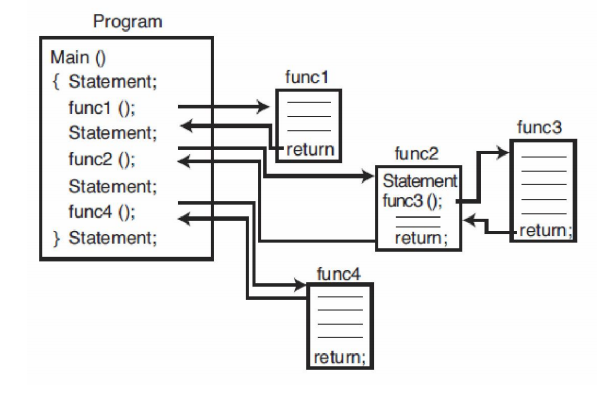 Program
Main ()
{ Statement;
func1 ();
Statement;
func2 ();
Statement;
func4 ();
} Statement;
func1
return
func2
Statement
func3 ();
return;
func3
return;
func4
return;